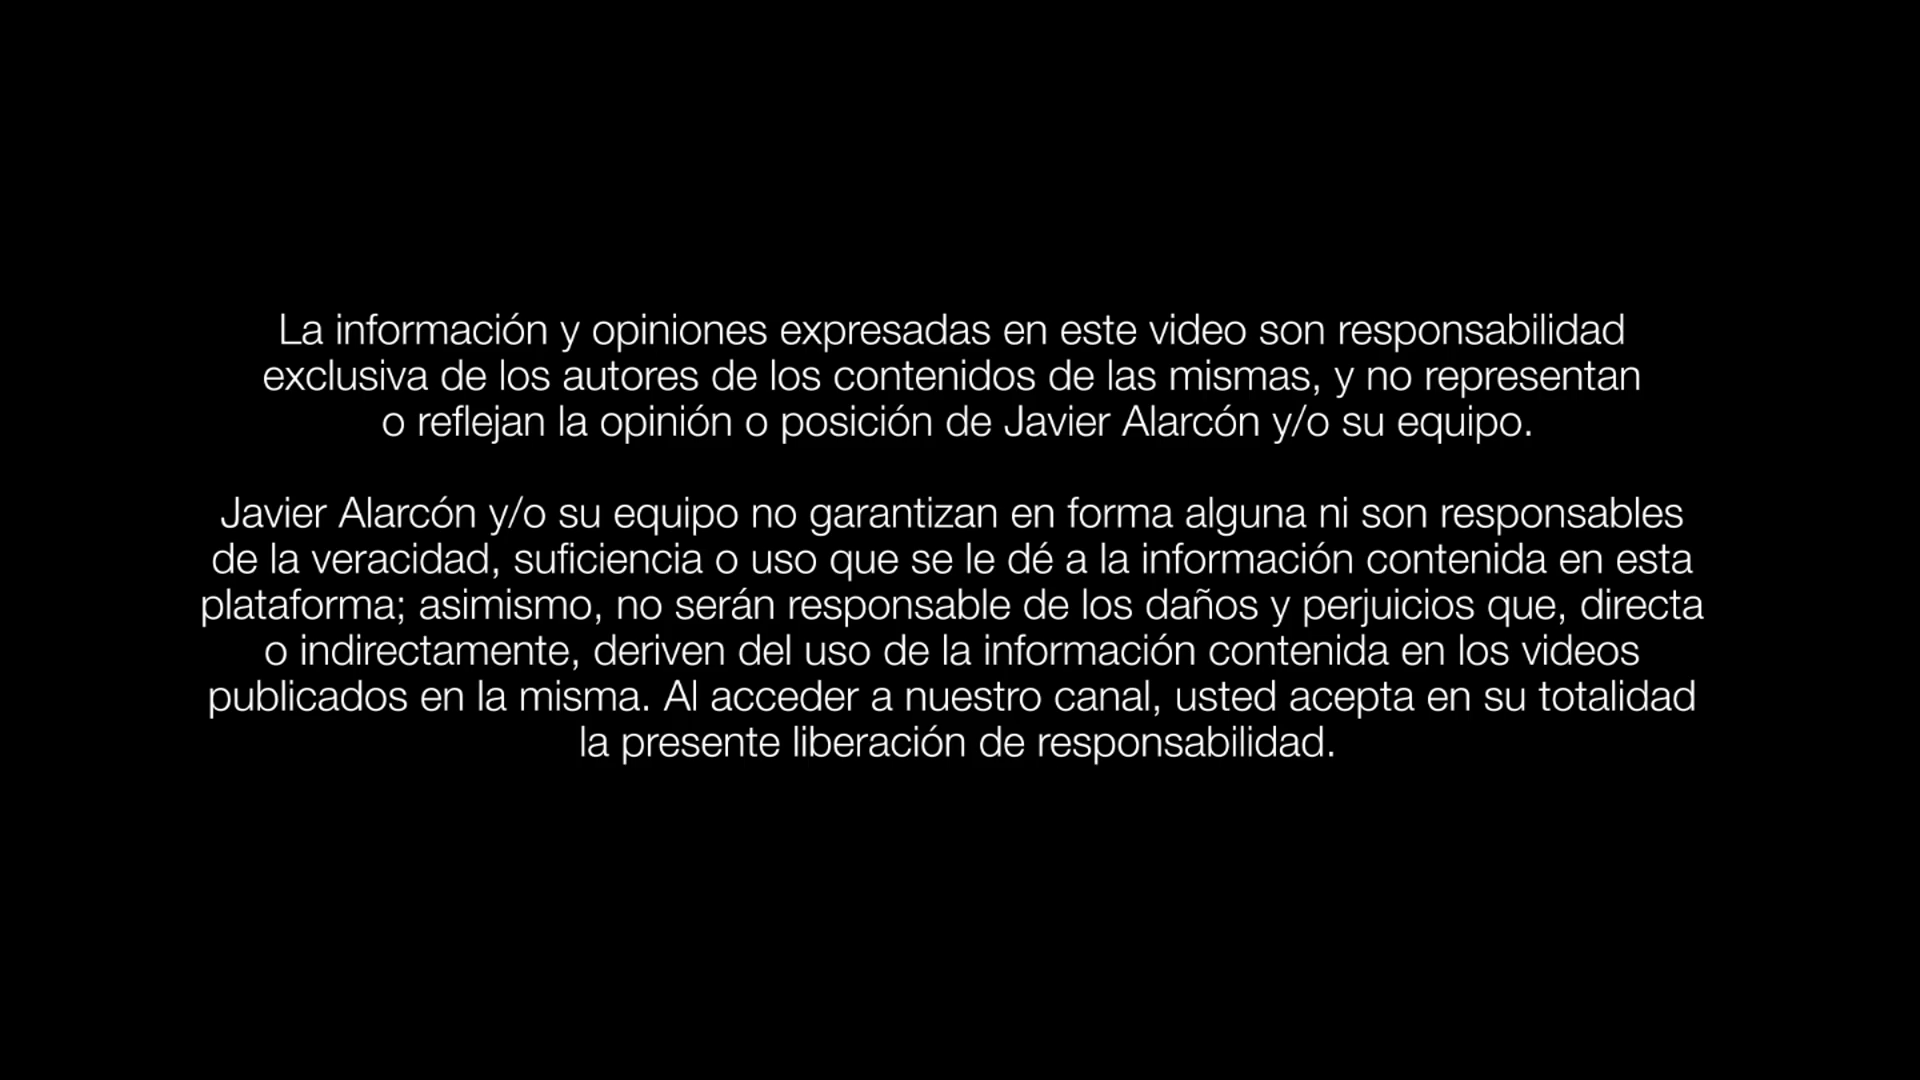 La información y opiniones expresadas en este video son responsabilidad
exclusiva de los autores de los contenidos de las mismas, y no representan
o reflejan la opinión o posición de Javier Alarcón y/o su equipo.
Javier Alarcón y/o su equipo no garantizan en forma alguna ni son responsables
de la veracidad, suficiencia o uso que se le dé a la información contenida en esta
plataforma; asimismo, no serán responsable de los daños y perjuicios que, directa
o indirectamente, deriven del uso de la información contenida en los videos
publicados en la misma. Al acceder a nuestro canal, usted acepta en su totalidad
la presente liberación de responsabilidad.